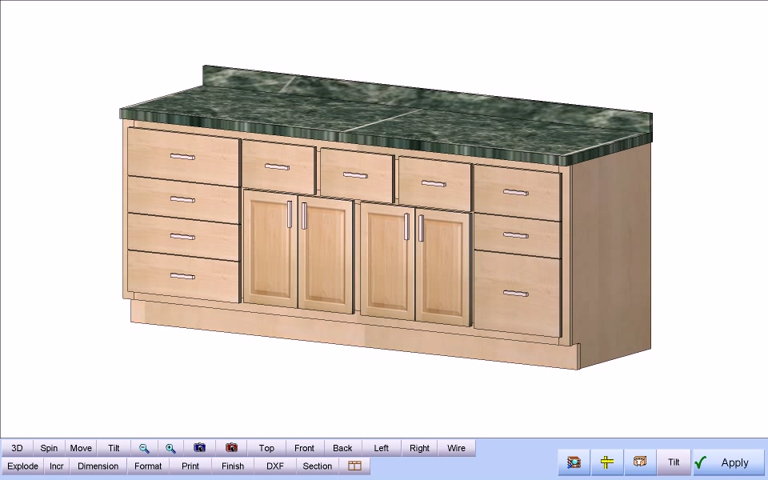 3D Spin Move Tilt Top Front Back Left Right Wire
Explode Incr Dimension Format Print Finish DXF Section
Tilt Apply